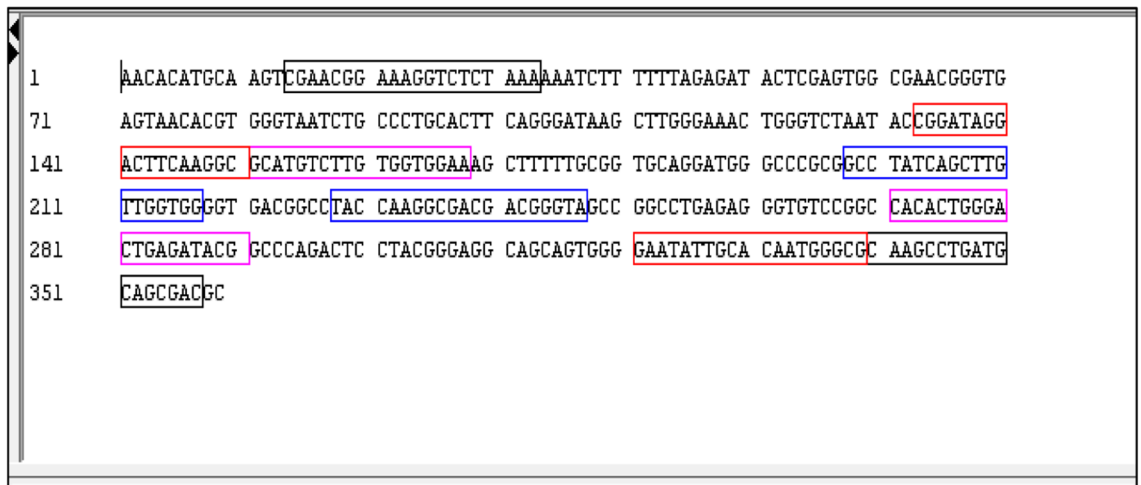 1 AACACATGCA AGTCGAACGG AAAGGTCTCT AAAAAATCTT TTTTAGAGAT ACTCGAGTGG CGAACGGGTG
71 AGTAACACGT GGGTAATCTG CCCTGCACTT CAGGGATAAG CTTGGGAAAC TGGGTCTAAT ACCGGATAGG
141 ACTTCAAGGC GCATGTCTTG TGGTGGAAAG CTTTTTGCGG TGCAGGATGG GCCCGCGGCC TATCAGCTTG
211 TTGGTGGGGT GACGGCCTAC CAAGGCGACG ACGGGTAGCC GGCCTGAGAG GGTGTCCGGC CACACTGGGA
281 CTGAGATACG GCCCAGACTC CTACGGGAGG CAGCAGTGGG GAATATTGCA CAATGGGCGC AAGCCTGATG
351 CAGCGACGC